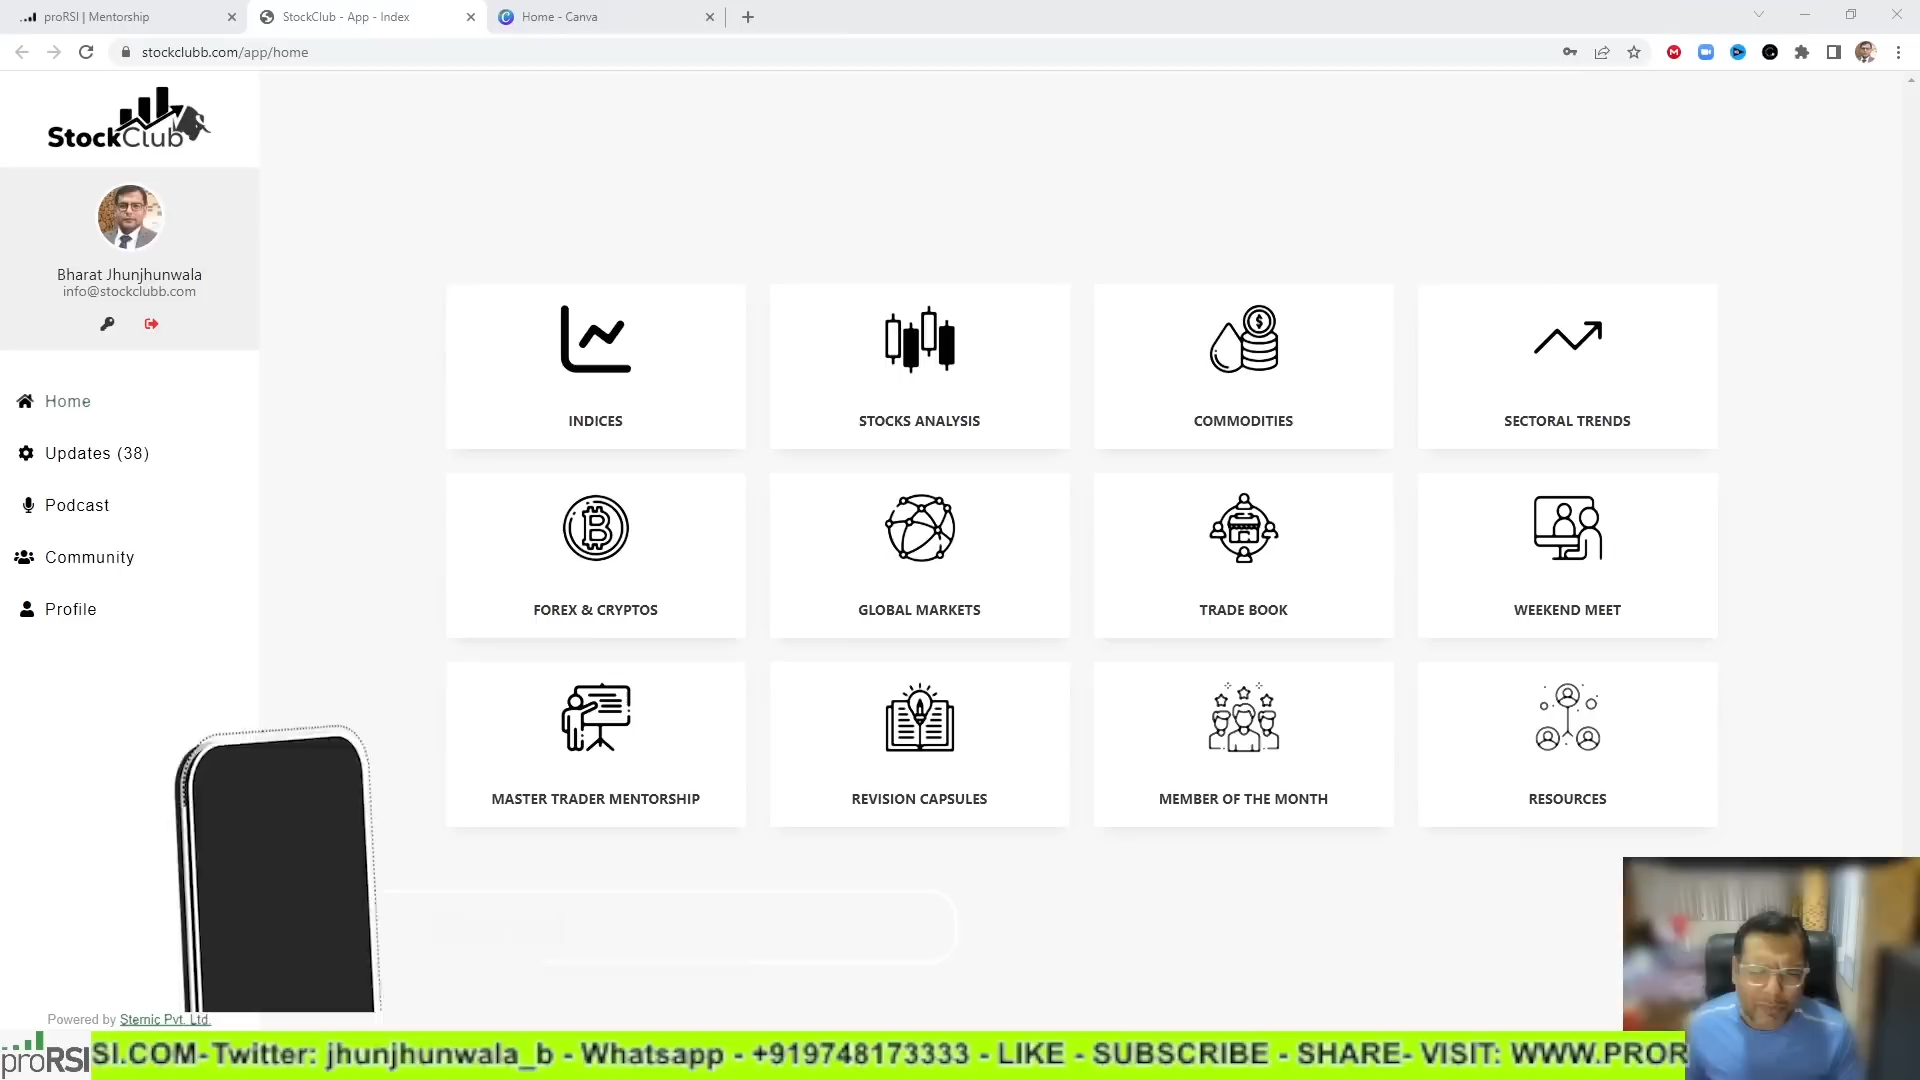 proRSI | Mentorship
StockClub - App - Index
Home - Canva
stockclubb.com/app/home
StockClub
Bharat Jhunjhunwala
info@stockclubb.com
Home
Updates (38)
Podcast
Community
Profile
INDICES
STOCKS ANALYSIS
COMMODITIES
SECTORAL TRENDS
FOREX & CRYPTOS
GLOBAL MARKETS
TRADE BOOK
WEEKEND MEET
MASTER TRADER MENTORSHIP
REVISION CAPSULES
MEMBER OF THE MONTH
RESOURCES
Powered by Sternic Pvt. Ltd.
proRSI
SI.COM-Twitter: jhunjhunwala_b - Whatsapp - +919748173333 - LIKE - SUBSCRIBE - SHARE- VISIT: WWW.PROR